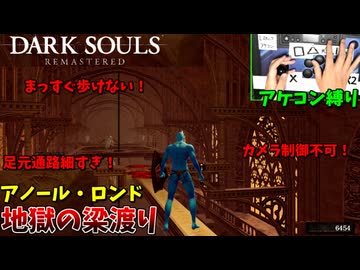 DARK SOULS
REMASTERED
まっすぐ歩けない！
アケコン縛り
足元通路細すぎ！
カメラ制御不可！
アノール・ロンド
地獄の梁渡り
6454